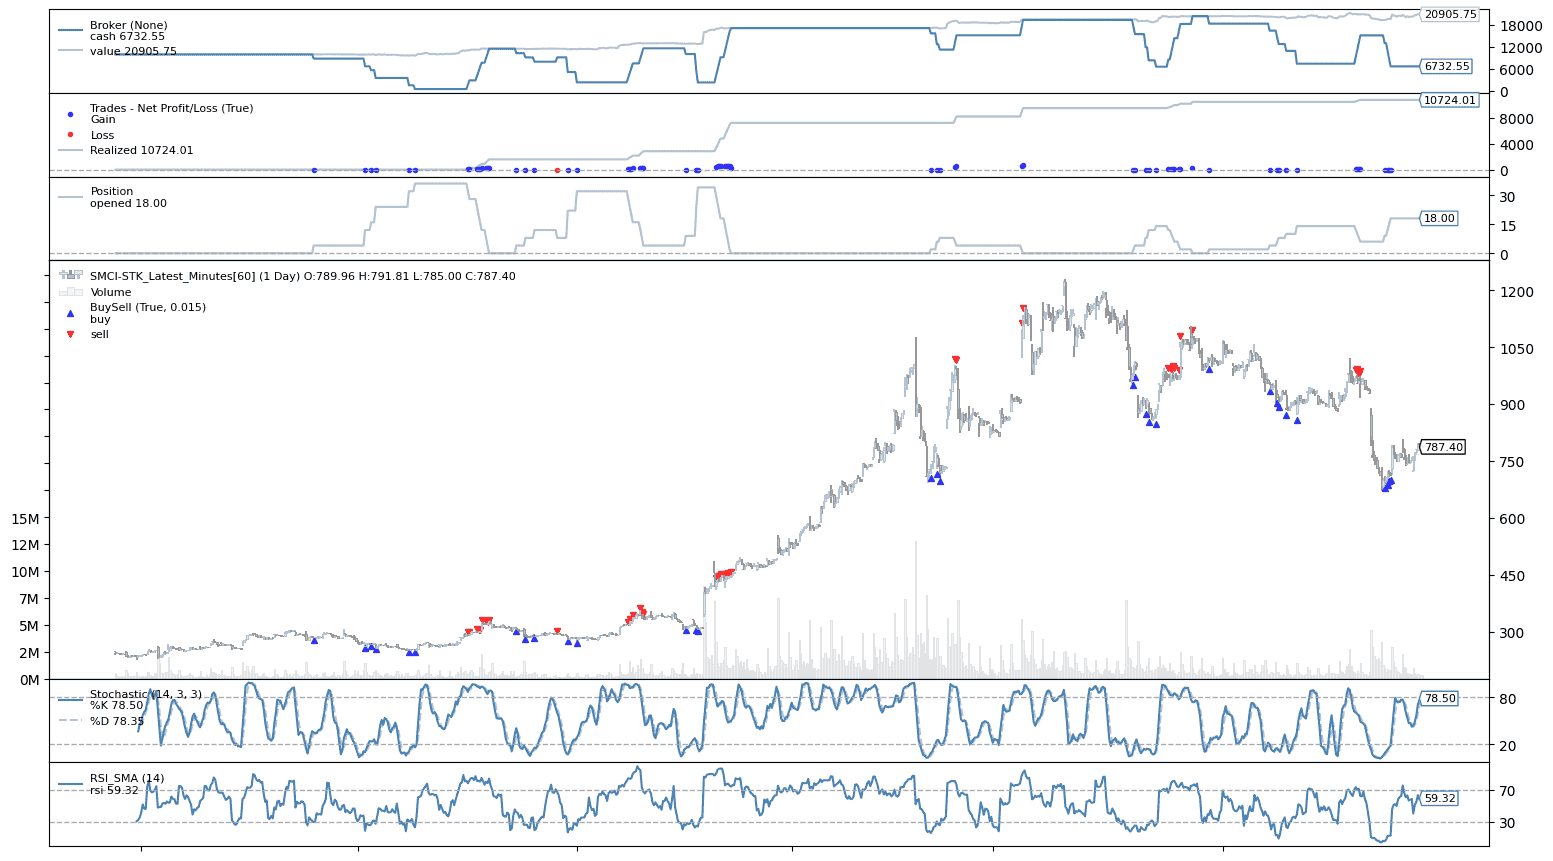 Broker (None)
cash 6732.55
value 20905.75
20905.75
18000
12000
6732.55
6000
0
Trades - Net Profit/Loss (True)
Gain
Loss
Realized 10724.01
10724.01
8000
4000
0
Position
opened 18.00
30
18.00
15
0
SMCI-STK_Latest_Minutes[60] (1 Day) O:789.96 H:791.81 L:785.00 C:787.40
Volume
BuySell (True, 0.015)
buy
sell
1200
1050
900
787.40
750
600
450
300
15M
12M
10M
7M
5M
2M
0M
Stochastic (14, 3, 3)
%K 78.50
%D 78.35
80
78.50
20
RSI_SMA (14)
rsi 59.32
70
59.32
30